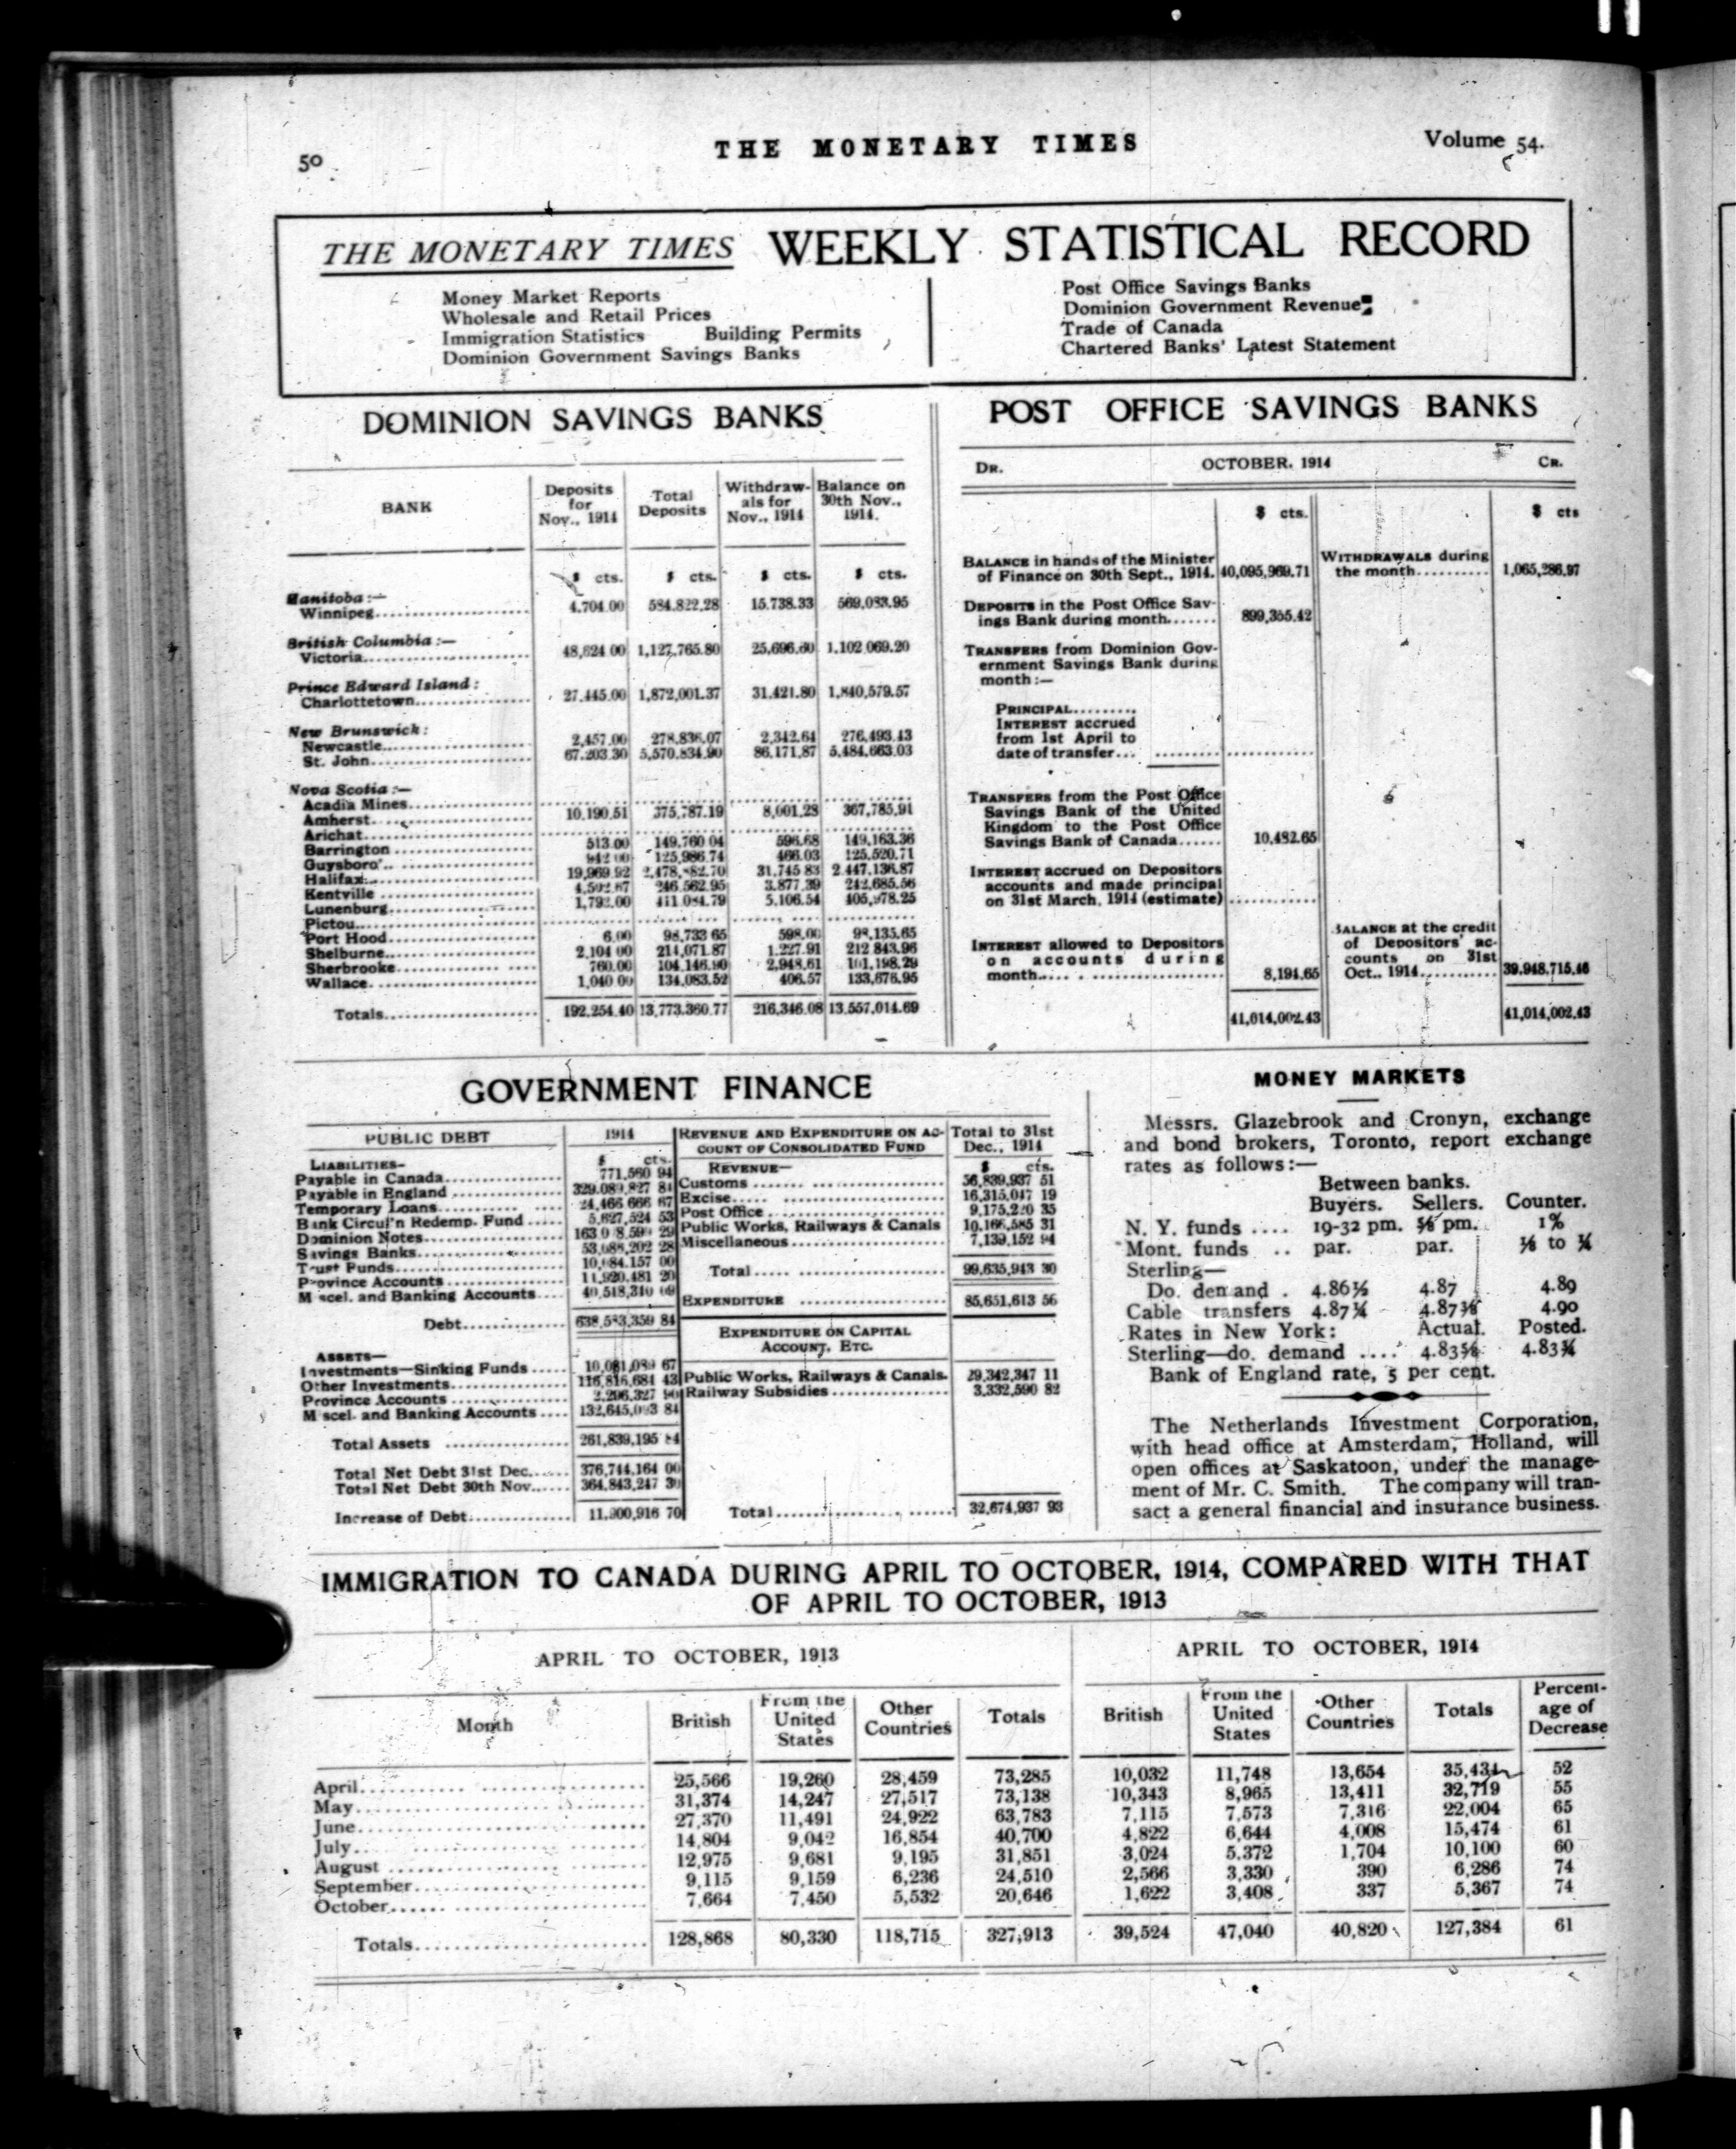 50
THE MONETARY TIMES
Volume 54.
THE MONETARY TIMES WEEKLY STATISTICAL RECORD
Money Market Reports
Wholesale and Retail Prices
Immigration Statistics Building Permits
Dominion Government Savings Banks
Post Office Savings Banks
Dominion Government Revenue
Trade of Canada
Chartered Banks' Latest Statement
DOMINION SAVINGS BANKS
BANK
Deposits for Nov., 1914
Total Deposits
Withdraw-als for Nov., 1914
Balance on 30th Nov., 1914.
$ cts. $ cts. $ cts. $ cts.
Manitoba:—
Winnipeg 4.704.00 584.822.28 15.738.33 569,083.95
British Columbia:—
Victoria 48,624 00 1,127,765.80 25,696.60 1.102 069.20
Prince Edward Island:
Charlottetown 27.445.00 1,872,001.37 31.421.80 1,840,579.57
New Brunswick:
Newcastle 2,457.00 278,836.07 2,342.64 276,493.43
St. John 67.203.30 5,570.834.90 86.171.87 5.484.663.03
Nova Scotia:—
Acadia Mines
Amherst 10,190.51 375,787.19 8,001.28 367,785.91
Arichat
Barrington 513.00 149,760 04 596.68 149,163.36
Guysboro' 942 00 125,986.74 466.03 125,520.71
Halifax 19,969.92 31.745 83 2 447,136.87
Kentville 4,592.67 246.562.95 3.877.39 242,685.56
Lunenburg 1,792.00 411 084.79 5.106.54 405,978.25
Pictou
Port Hood 6.00 98,733 65 598.00 98,135.65
Shelburne 2,104 00 214,071.87 1.227.91 212 843.96
Sherbrooke 760.00 104.146.90 2,948.61 101,198.29
Wallace 1,040 00 134,083.52 406.57 133,676.95
Totals 192.254.40 13,773.360.77 216,346.08 13.557,014.69
POST OFFICE SAVINGS BANKS
DR. OCTOBER. 1914 CR.
$ cts.
$ cts
BALANCE in hands of the Minister
of Finance on 30th Sept., 1914. 40,095,969.71
DEPOSITS in the Post Office Sav-
ings Bank during month 899,355.42
TRANSFERS from Dominion Gov-
ernment Savings Bank during
month:—
PRINCIPAL
INTEREST accrued
from 1st April to
date of transfer
TRANSFERS from the Post Office
Savings Bank of the United
Kingdom to the Post Office
Savings Bank of Canada 10,482.65
INTEREST accrued on Depositors
accounts and made principal
on 31st March, 1914 (estimate)
INTEREST allowed to Depositors
on accounts during
month 8,194.65
41,014,002.43
WITHDRAWALS during
the month 1,065,286.97
BALANCE at the credit
of Depositors' ac-
counts on 31st
Oct., 1914 39.948,715.46
41,014,002.43
GOVERNMENT FINANCE
PUBLIC DEBT 1914
$ cts.
LIABILITIES—
Payable in Canada 771,560 94
Payable in England 329.089,827 84
Temporary Loans 24,466 666 67
Bank Circul'n Redemp. Fund 5,627,524 53
Dominion Notes
Savings Banks 53,088,202 28
Trust Funds 10,084.157 00
Province Accounts 11,920.481 20
Miscel. and Banking Accounts 40,518,340 09
Debt 638,583,359 84
ASSETS—
Investments—Sinking Funds 10,081,089 67
Other Investments 116,816,684 43
Province Accounts 2,296,327 90
Miscel. and Banking Accounts 132,645,093 84
Total Assets 261,839,195 84
Total Net Debt 31st Dec. 376,744,164 00
Total Net Debt 30th Nov. 364,843,247 30
Increase of Debt 11,900,916 70
REVENUE AND EXPENDITURE ON AC-
COUNT OF CONSOLIDATED FUND
Total to 31st Dec., 1914
$ cts.
REVENUE—
Customs 56,839,937 51
Excise 16,315,047 19
Post Office 9,175,220 35
Public Works, Railways & Canals 10,166,585 31
Miscellaneous 7,139,152 94
Total 99,635,943 30
EXPENDITURE 85,651,613 56
EXPENDITURE ON CAPITAL
ACCOUNT, ETC.
Public Works, Railways & Canals. 29,342,347 11
Railway Subsidies 3,332,590 82
Total 32,674,937 93
MONEY MARKETS
Messrs. Glazebrook and Cronyn, exchange
and bond brokers, Toronto, report exchange
rates as follows:—
Between banks.
Buyers. Sellers. Counter.
N. Y. funds .... 19-32 pm. ⅝ pm. 1%
Mont. funds .. par. par. ⅛ to ¼
Sterling—
Do. demand . 4.86½ 4.87 4.89
Cable transfers 4.87¼ 4.87⅜ 4.90
Rates in New York: Actual. Posted.
Sterling—do. demand .... 4.83⅝ 4.83¾
Bank of England rate, 5 per cent.
The Netherlands Investment Corporation,
with head office at Amsterdam, Holland, will
open offices at Saskatoon, under the manage-
ment of Mr. C. Smith. The company will tran-
sact a general financial and insurance business.
IMMIGRATION TO CANADA DURING APRIL TO OCTOBER, 1914, COMPARED WITH THAT
OF APRIL TO OCTOBER, 1913
APRIL TO OCTOBER, 1913
APRIL TO OCTOBER, 1914
Month British From the United States Other Countries Totals British From the United States Other Countries Totals Percent-age of Decrease
April 25,566 19,260 28,459 73,285 10,032 11,748 13,654 35,434 52
May 31,374 14,247 27,517 73,138 10,343 8,965 13,411 32,719 55
June 27,370 11,491 24,922 63,783 7,115 7,573 7,316 22,004 65
July 14,804 9,042 16,854 40,700 4,822 6,644 4,008 15,474 61
August 12,975 9,681 9,195 31,851 3,024 5,372 1,704 10,100 60
September 9,115 9,159 6,236 24,510 2,566 3,330 390 6,286 74
October 7,664 7,450 5,532 20,646 1,622 3,408 337 5,367 74
Totals 128,868 80,330 118,715 327,913 39,524 47,040 40,820 127,384 61